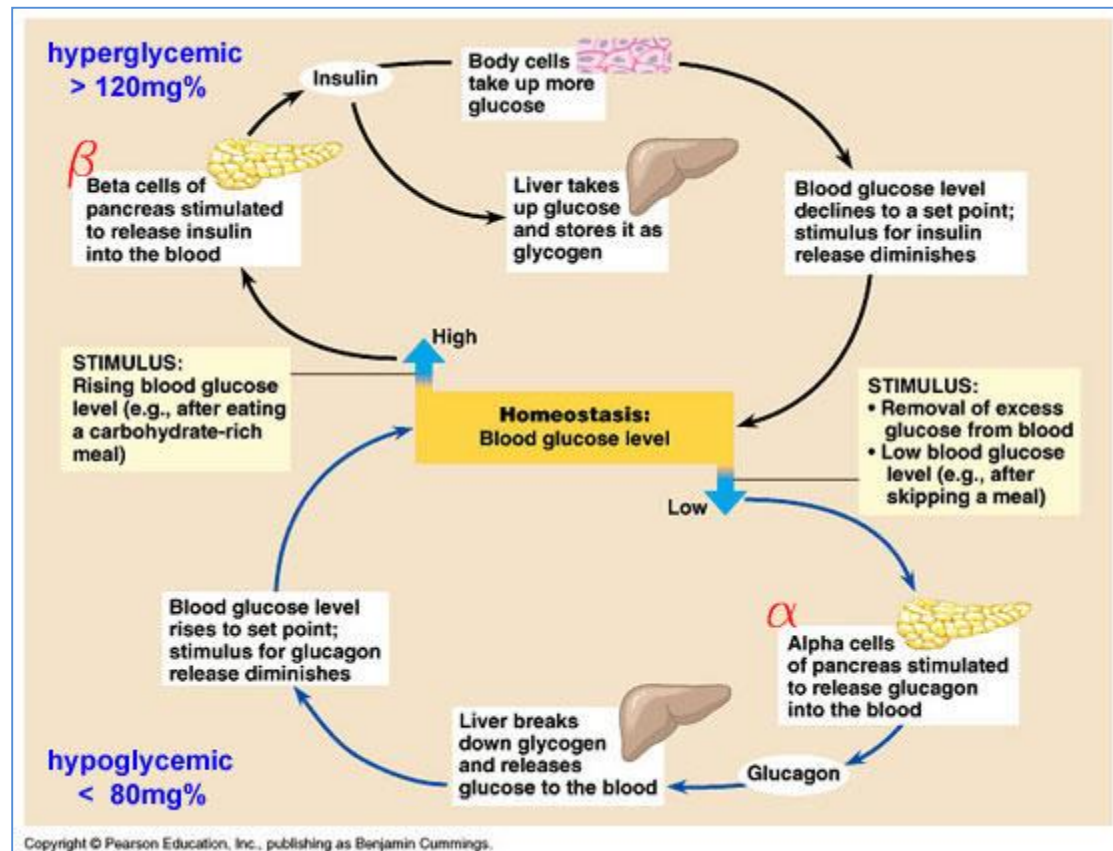 hyperglycemic
> 120mg%
Insulin
Body cells
take up more
glucose
β
Beta cells of
pancreas stimulated
to release insulin
into the blood
Liver takes
up glucose
and stores it as
glycogen
Blood glucose level
declines to a set point;
stimulus for insulin
release diminishes
High
STIMULUS:
Rising blood glucose
level (e.g., after eating
a carbohydrate-rich
meal)
Homeostasis:
Blood glucose level
STIMULUS:
• Removal of excess
glucose from blood
• Low blood glucose
level (e.g., after
skipping a meal)
Low
α
Alpha cells
of pancreas stimulated
to release glucagon
into the blood
Blood glucose level
rises to set point;
stimulus for glucagon
release diminishes
Liver breaks
down glycogen
and releases
glucose to the blood
Glucagon
hypoglycemic
< 80mg%
Copyright © Pearson Education, Inc., publishing as Benjamin Cummings.